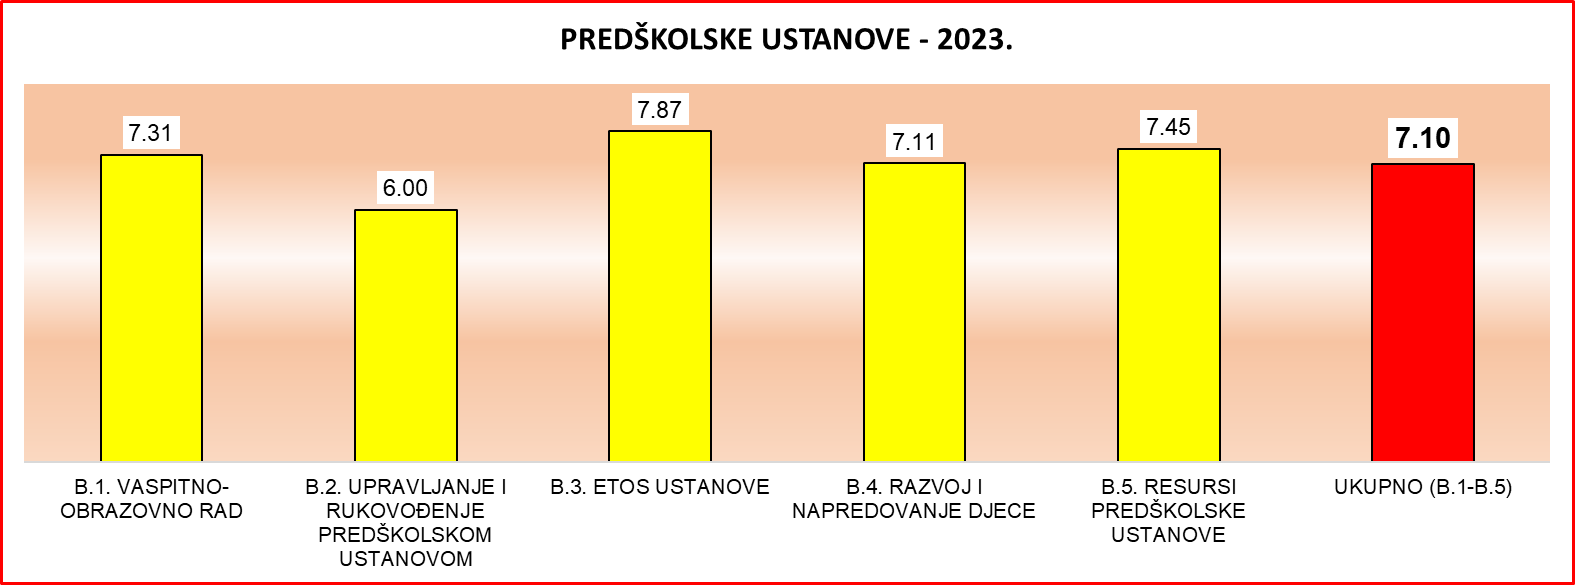 PREDŠKOLSKE USTANOVE - 2023.
7.31
6.00
7.87
7.11
7.45
7.10
B.1. VASPITNO-
OBRAZOVNO RAD
B.2. UPRAVLJANJE I
RUKOVOĐENJE
PREDŠKOLSKOM
USTANOVOM
B.3. ETOS USTANOVE
B.4. RAZVOJ I
NAPREDOVANJE DJECE
B.5. RESURSI
PREDŠKOLSKE
USTANOVE
UKUPNO (B.1-B.5)